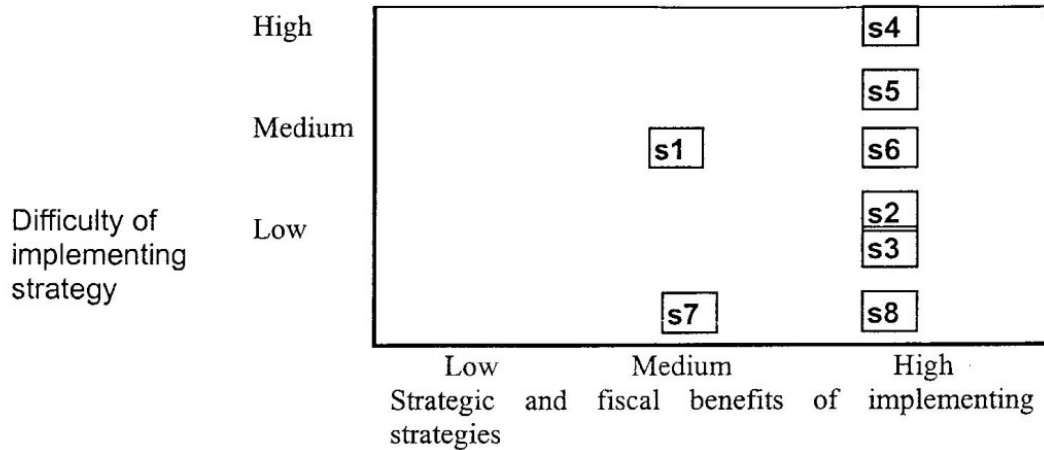 High
s4
s5
Medium
s1
s6
Difficulty of
implementing
strategy
Low
s2
s3
s7
s8
Low Medium High
Strategic and fiscal benefits of implementing
strategies